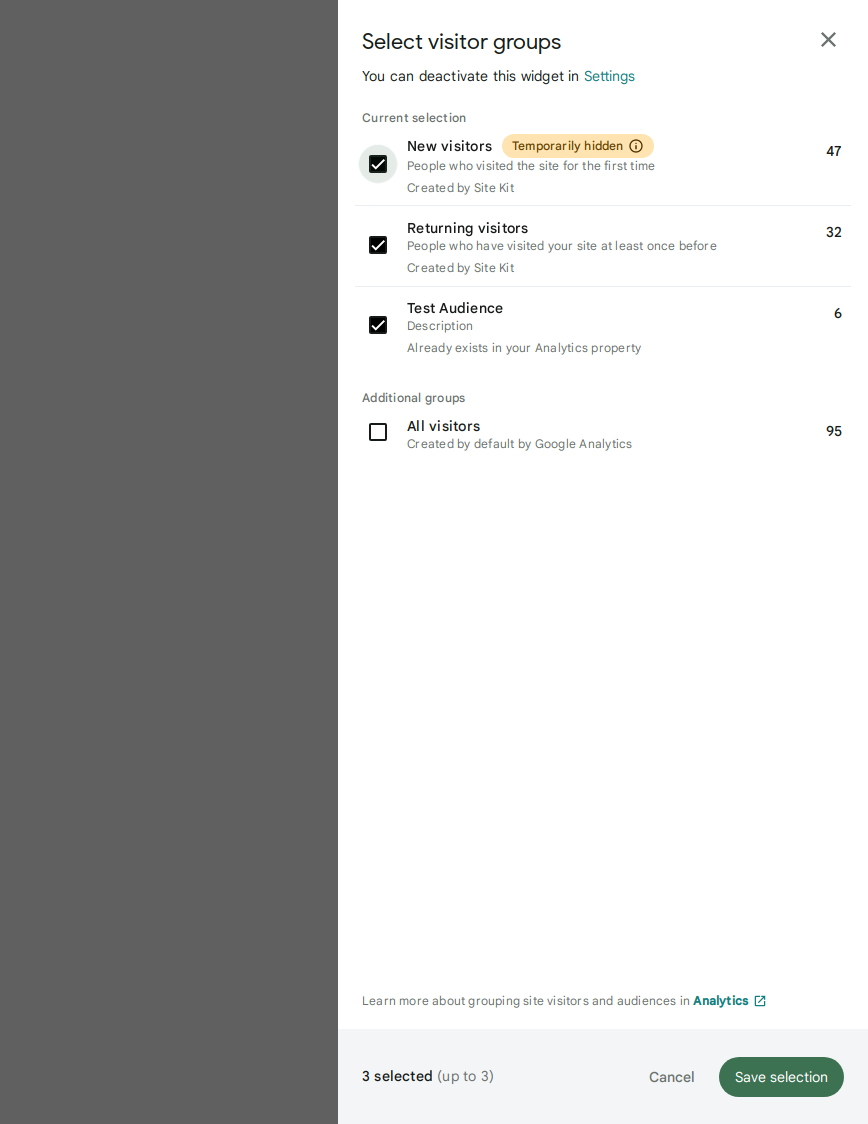 Select visitor groups
You can deactivate this widget in Settings
Current selection
New visitors Temporarily hidden 47
People who visited the site for the first time
Created by Site Kit
Returning visitors 32
People who have visited your site at least once before
Created by Site Kit
Test Audience 6
Description
Already exists in your Analytics property
Additional groups
All visitors 95
Created by default by Google Analytics
Learn more about grouping site visitors and audiences in Analytics
3 selected (up to 3) Cancel Save selection